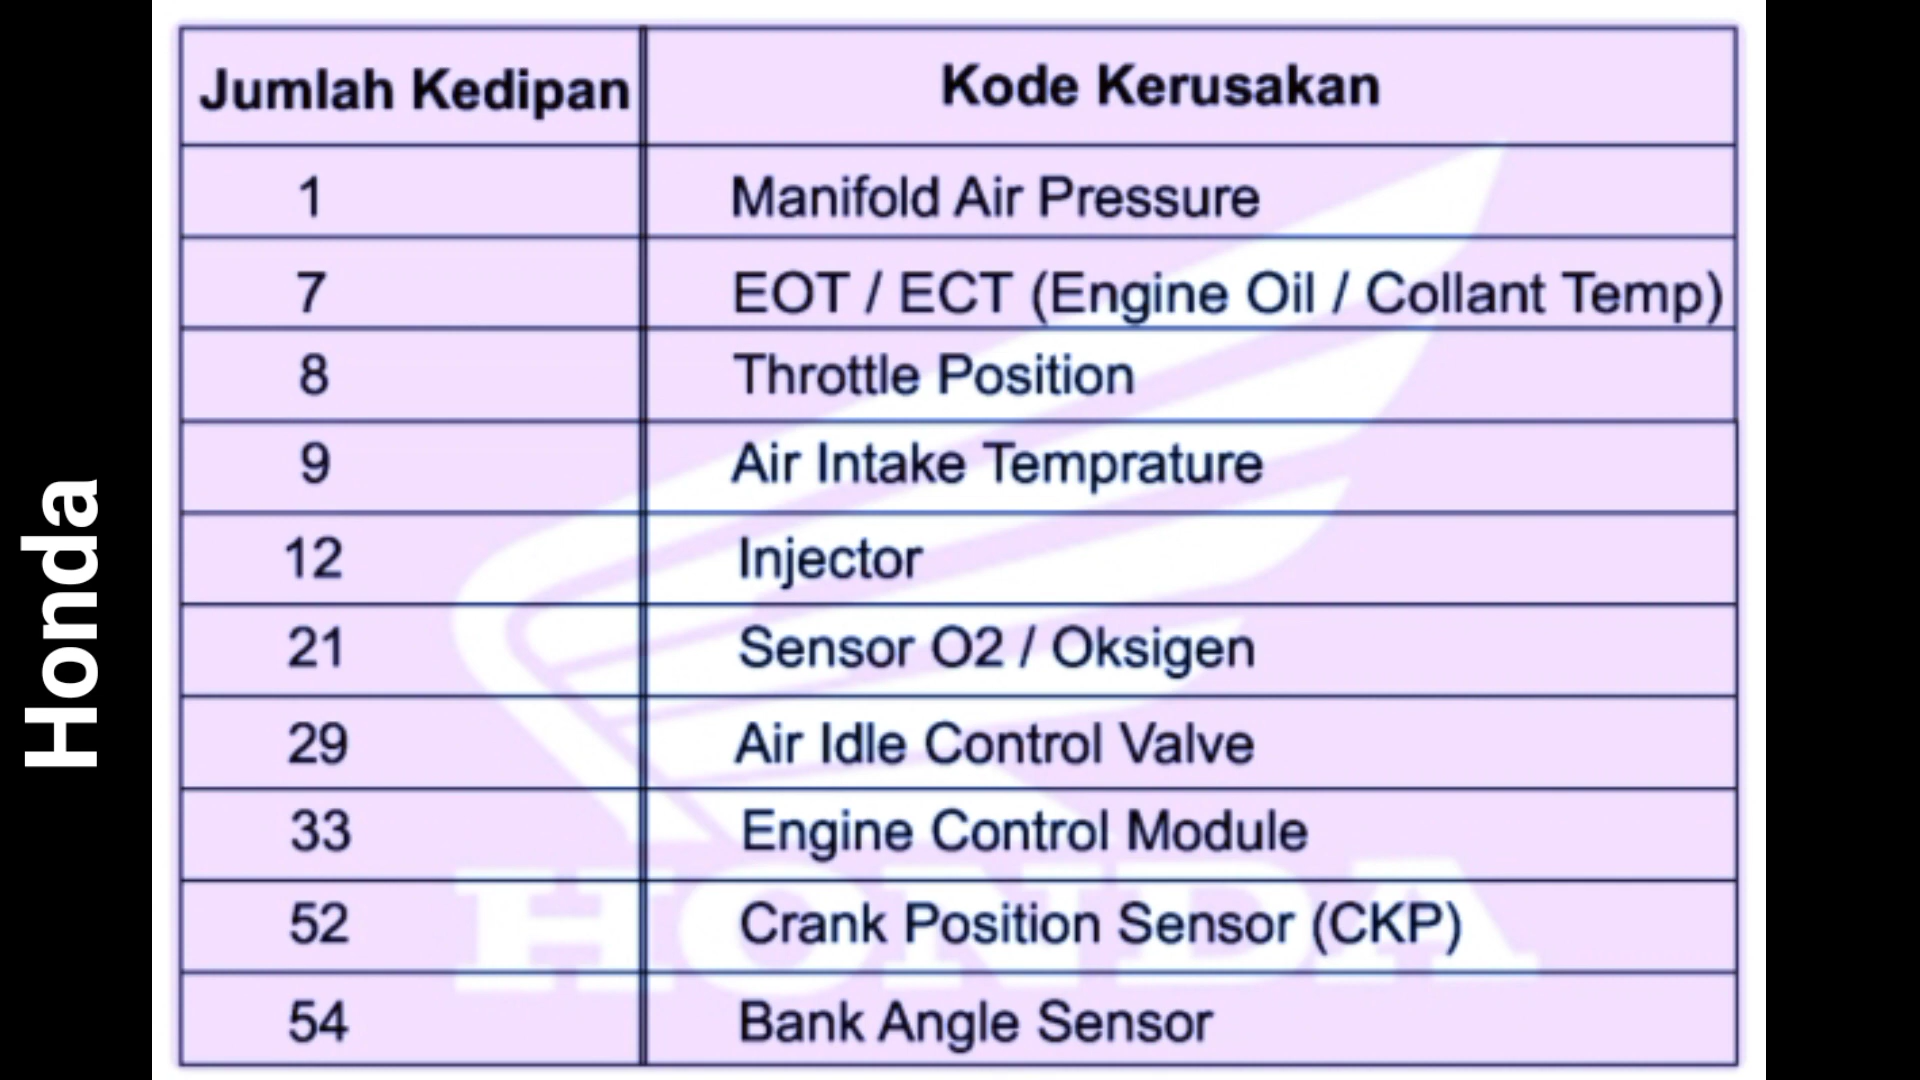 Honda
Jumlah Kedipan Kode Kerusakan
1 Manifold Air Pressure
7 EOT / ECT (Engine Oil / Collant Temp)
8 Throttle Position
9 Air Intake Temprature
12 Injector
21 Sensor O2 / Oksigen
29 Air Idle Control Valve
33 Engine Control Module
52 Crank Position Sensor (CKP)
54 Bank Angle Sensor
HONDA